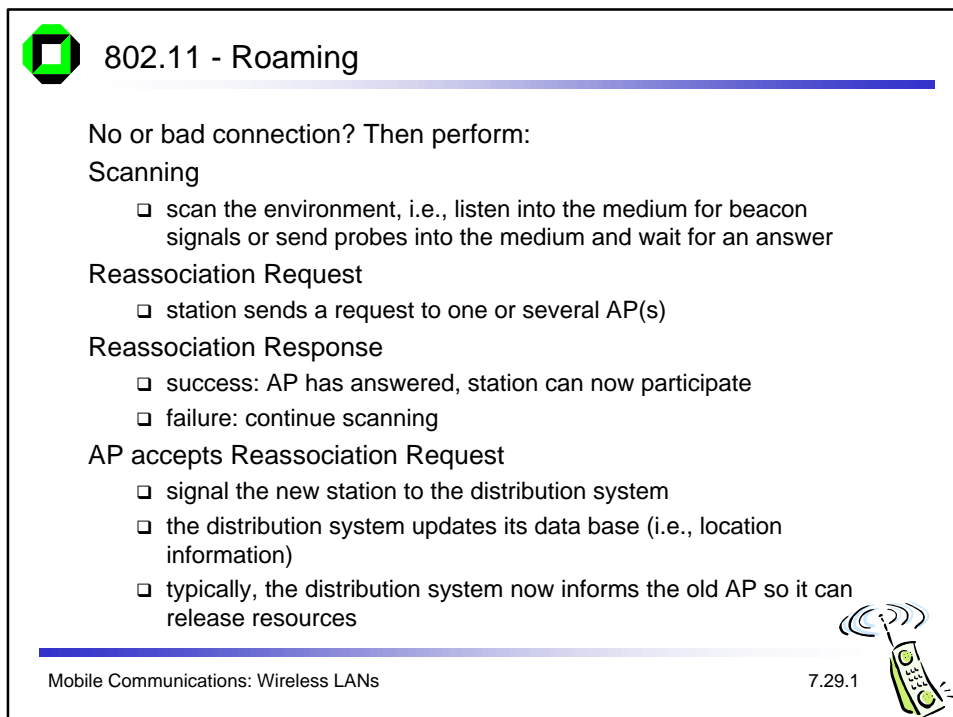 802.11 - Roaming
No or bad connection? Then perform:
Scanning
❑ scan the environment, i.e., listen into the medium for beacon
signals or send probes into the medium and wait for an answer
Reassociation Request
❑ station sends a request to one or several AP(s)
Reassociation Response
❑ success: AP has answered, station can now participate
❑ failure: continue scanning
AP accepts Reassociation Request
❑ signal the new station to the distribution system
❑ the distribution system updates its data base (i.e., location
information)
❑ typically, the distribution system now informs the old AP so it can
release resources
Mobile Communications: Wireless LANs
7.29.1